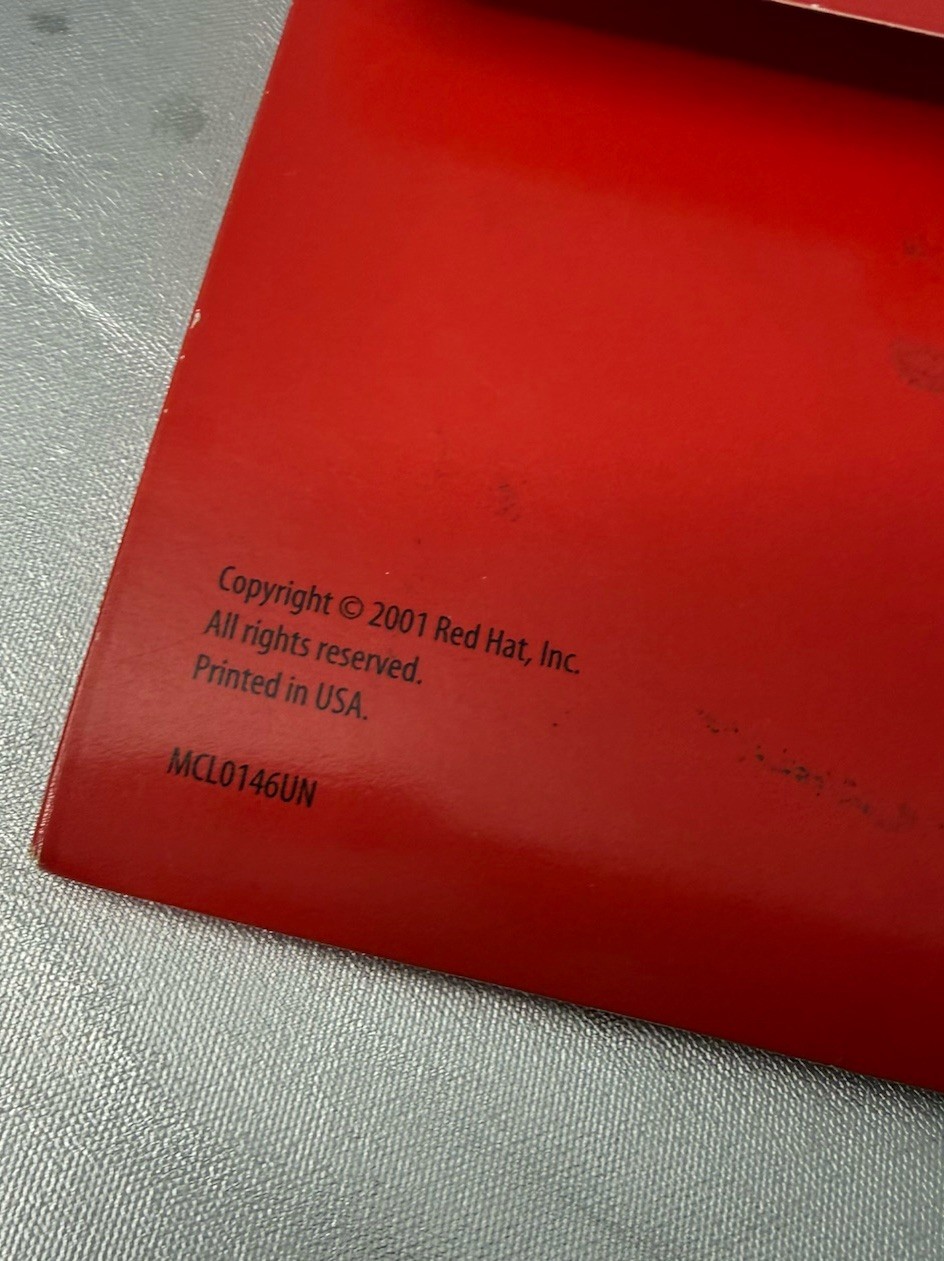 Copyright © 2001 Red Hat, Inc.
All rights reserved.
Printed in USA.
MCL0146UN